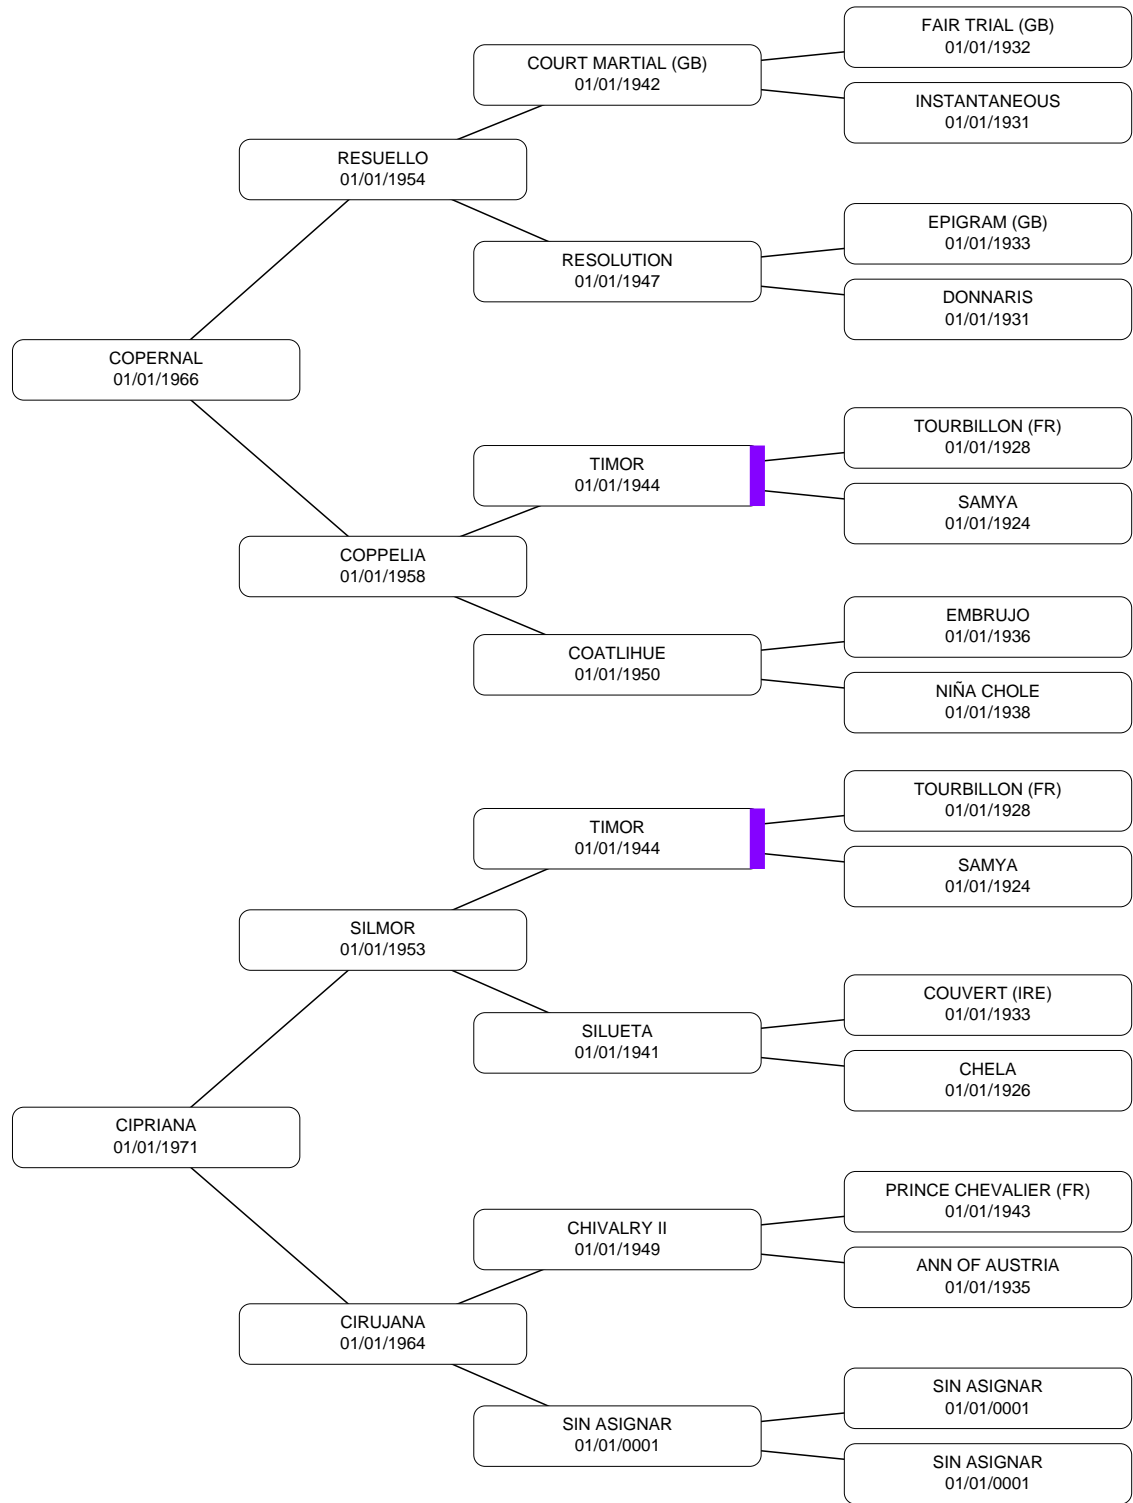 FAIR TRIAL (GB)
01/01/1932
COURT MARTIAL (GB)
01/01/1942
INSTANTANEOUS
01/01/1931
RESUELLO
01/01/1954
EPIGRAM (GB)
01/01/1933
RESOLUTION
01/01/1947
DONNARIS
01/01/1931
COPERNAL
01/01/1966
TOURBILLON (FR)
01/01/1928
TIMOR
01/01/1944
SAMYA
01/01/1924
COPPELIA
01/01/1958
EMBRUJO
01/01/1936
COATLIHUE
01/01/1950
NIÑA CHOLE
01/01/1938
TOURBILLON (FR)
01/01/1928
TIMOR
01/01/1944
SAMYA
01/01/1924
SILMOR
01/01/1953
COUVERT (IRE)
01/01/1933
SILUETA
01/01/1941
CHELA
01/01/1926
CIPRIANA
01/01/1971
PRINCE CHEVALIER (FR)
01/01/1943
CHIVALRY II
01/01/1949
ANN OF AUSTRIA
01/01/1935
CIRUJANA
01/01/1964
SIN ASIGNAR
01/01/0001
SIN ASIGNAR
01/01/0001
SIN ASIGNAR
01/01/0001